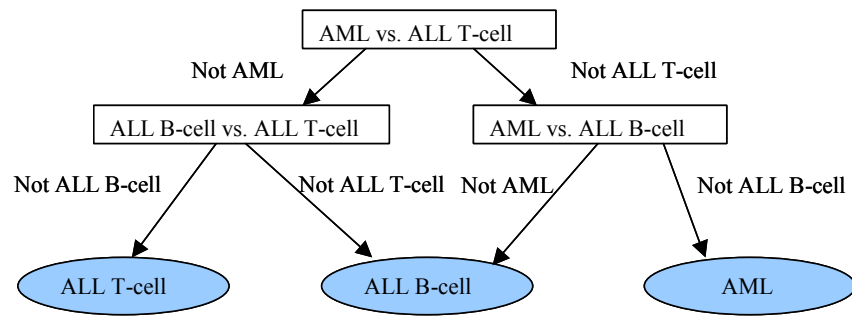 AML vs. ALL T-cell
Not AML
Not ALL T-cell
ALL B-cell vs. ALL T-cell
AML vs. ALL B-cell
Not ALL B-cell
Not ALL T-cell
Not AML
Not ALL B-cell
ALL T-cell
ALL B-cell
AML